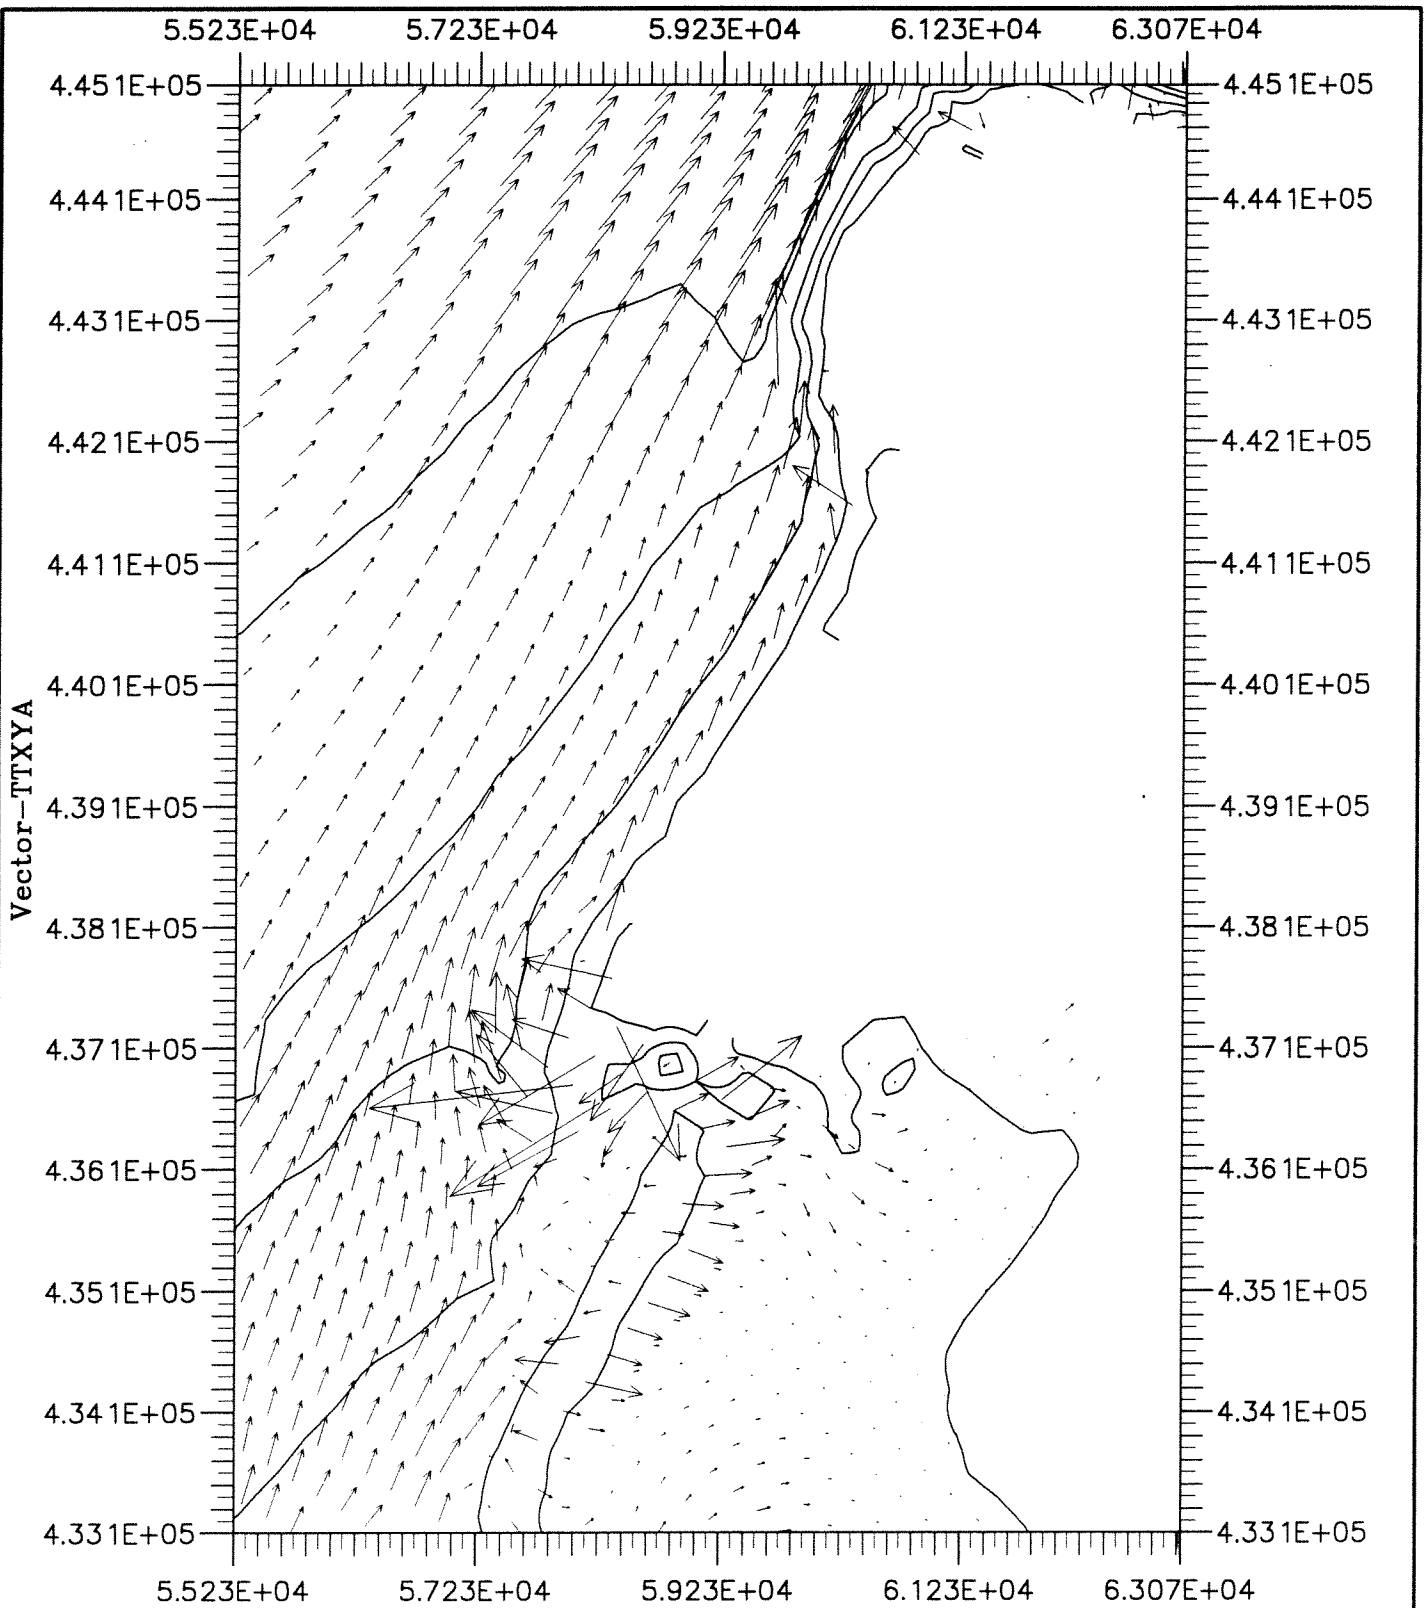 5.523E+04 5.723E+04 5.923E+04 6.123E+04 6.307E+04
4.451E+05 4.451E+05
4.441E+05 4.441E+05
4.431E+05 4.431E+05
4.421E+05 4.421E+05
4.411E+05 4.411E+05
4.401E+05 4.401E+05
Vector-TTXYA
4.391E+05 4.391E+05
4.381E+05 4.381E+05
4.371E+05 4.371E+05
4.361E+05 4.361E+05
4.351E+05 4.351E+05
4.341E+05 4.341E+05
4.331E+05 4.331E+05
5.523E+04 5.723E+04 5.923E+04 6.123E+04 6.307E+04